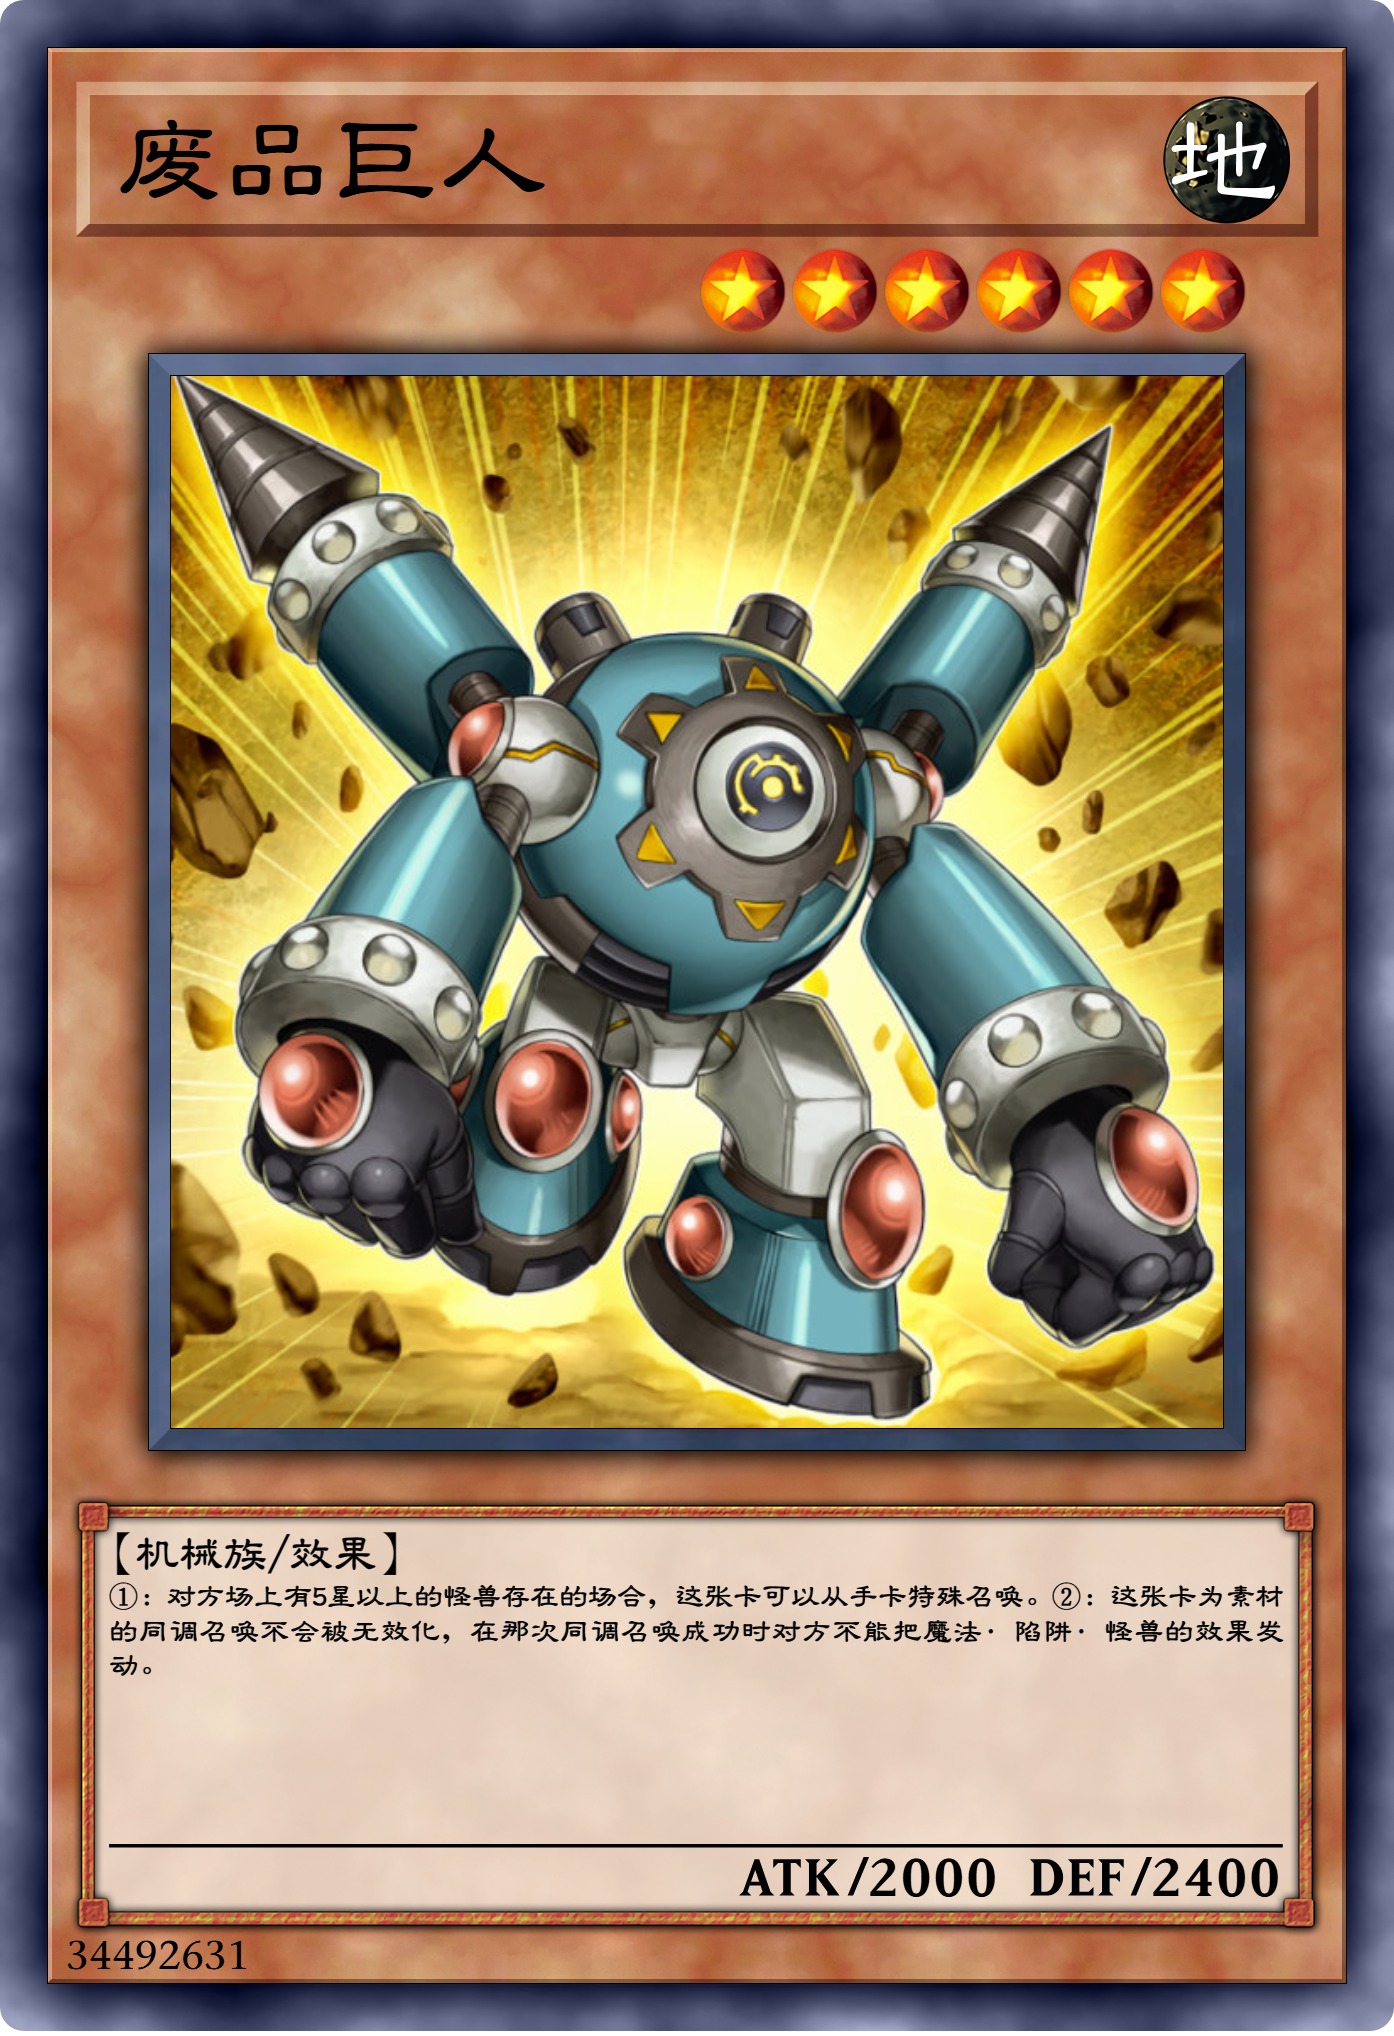 废品巨人
地
【机械族/效果】
①：对方场上有5星以上的怪兽存在的场合，这张卡可以从手卡特殊召唤。②：这张卡为素材
的同调召唤不会被无效化，在那次同调召唤成功时对方不能把魔法·陷阱·怪兽的效果发
动。
ATK/2000 DEF/2400
34492631